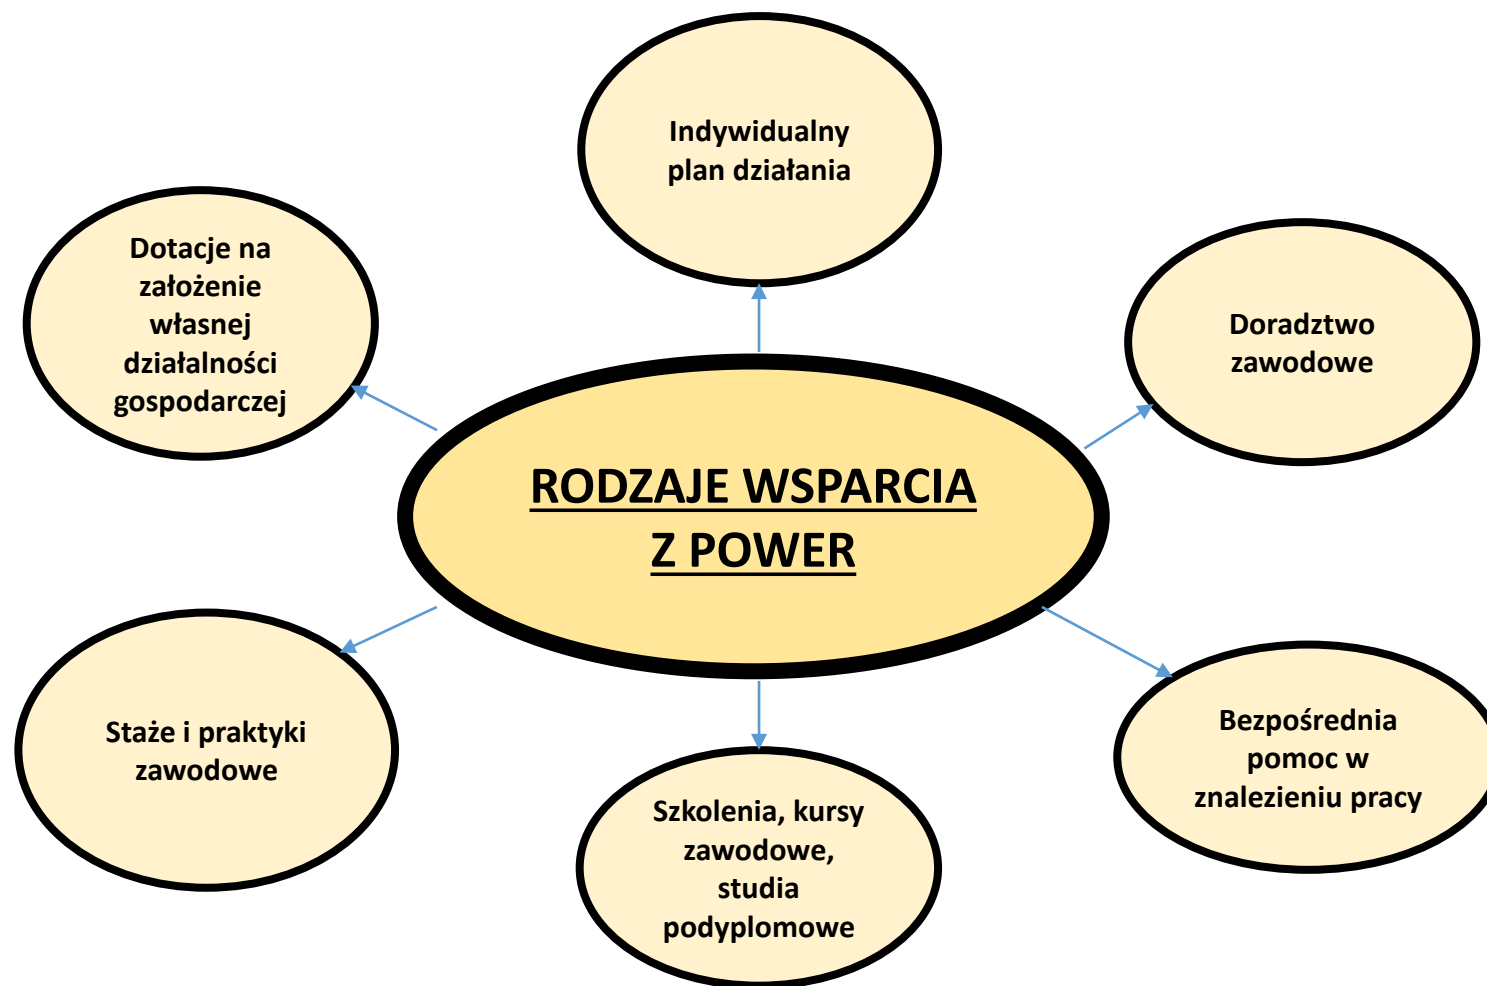 Indywidualny
plan działania
Dotacje na
założenie
własnej
działalności
gospodarczej
Doradztwo
zawodowe
RODZAJE WSPARCIA
Z POWER
Staże i praktyki
zawodowe
Bezpośrednia
pomoc w
znalezieniu pracy
Szkolenia, kursy
zawodowe,
studia
podyplomowe